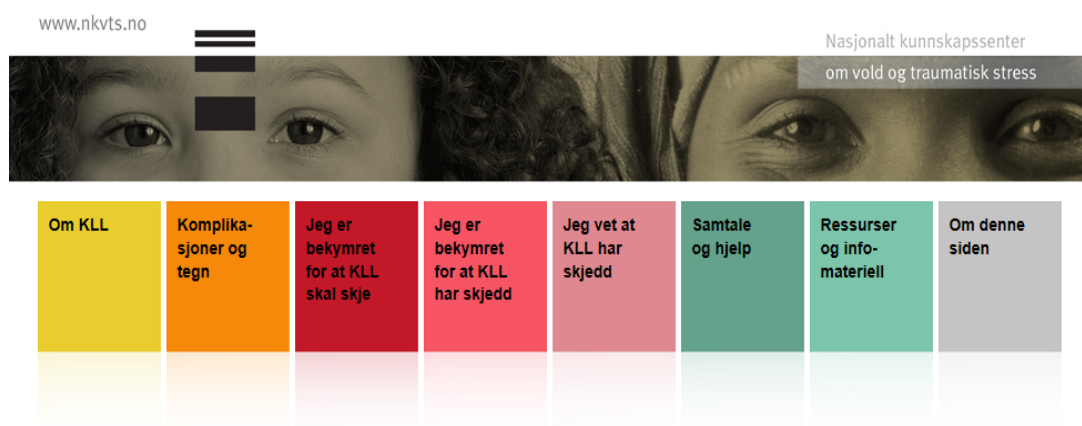 www.nkvts.no
Nasjonalt kunnskapssenter
om vold og traumatisk stress
Om KLL
Komplika-
sjoner og
tegn
Jeg er
bekymret
for at KLL
skal skje
Jeg er
bekymret
for at KLL
har skjedd
Jeg vet at
KLL har
skjedd
Samtale
og hjelp
Ressurser
og info-
materiell
Om denne
siden